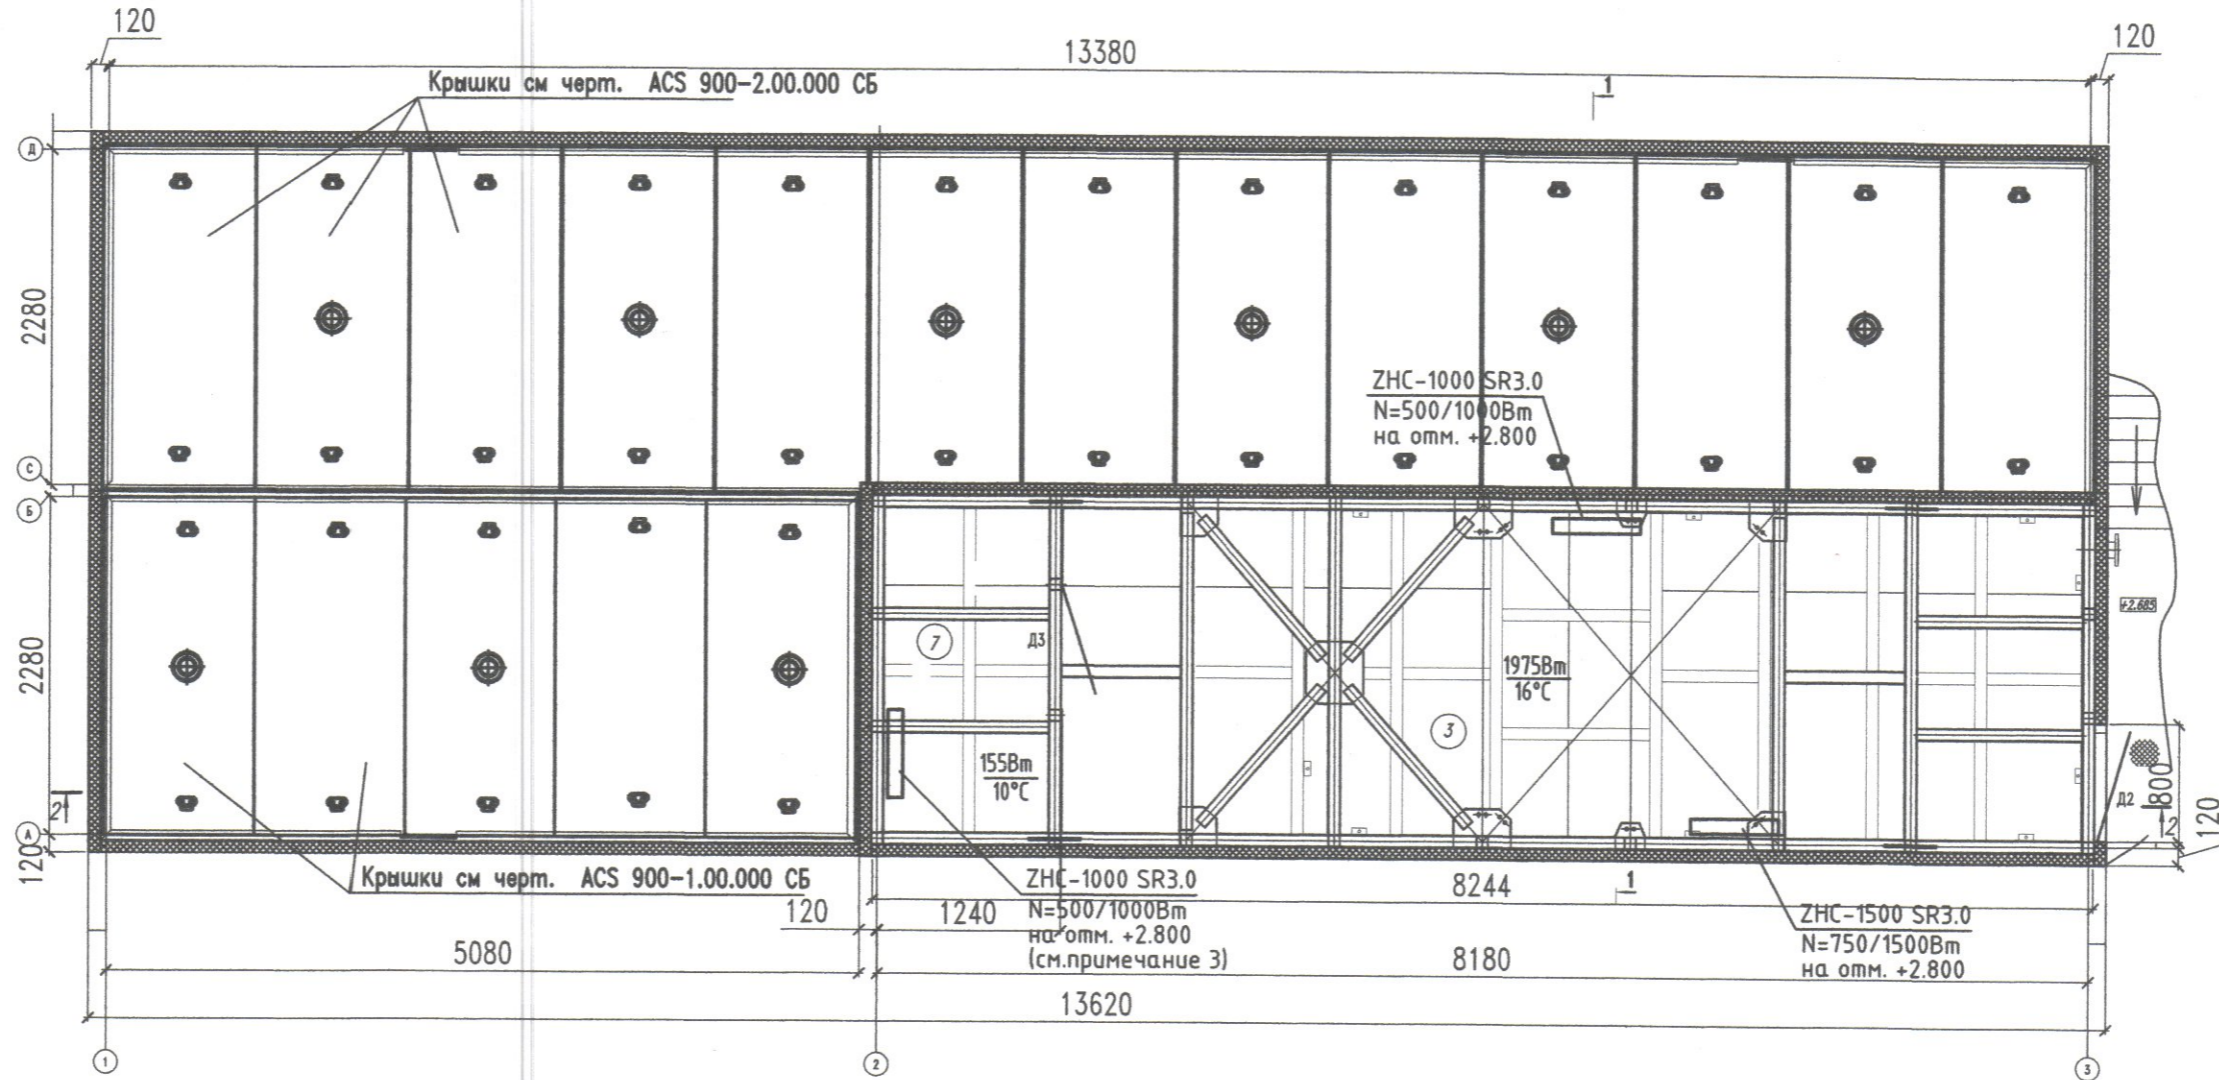 120
13380
120
Крышки см черт. ACS 900-2.00.000 СБ
1
Д
2280
С
ZHC-1000 SR3.0
N=500/1000Вт
на отм. +2.800
Б
+2.685
2280
7
Д3
1975Вт
16°C
3
155Вт
10°C
800
Д2
2
2
А
120
120
Крышки см черт. ACS 900-1.00.000 СБ
ZHC-1000 SR3.0
N=500/1000Вт
на отм. +2.800
(см.примечание 3)
8244
1
120
1240
ZHC-1500 SR3.0
N=750/1500Вт
на отм. +2.800
5080
8180
13620
1
2
3